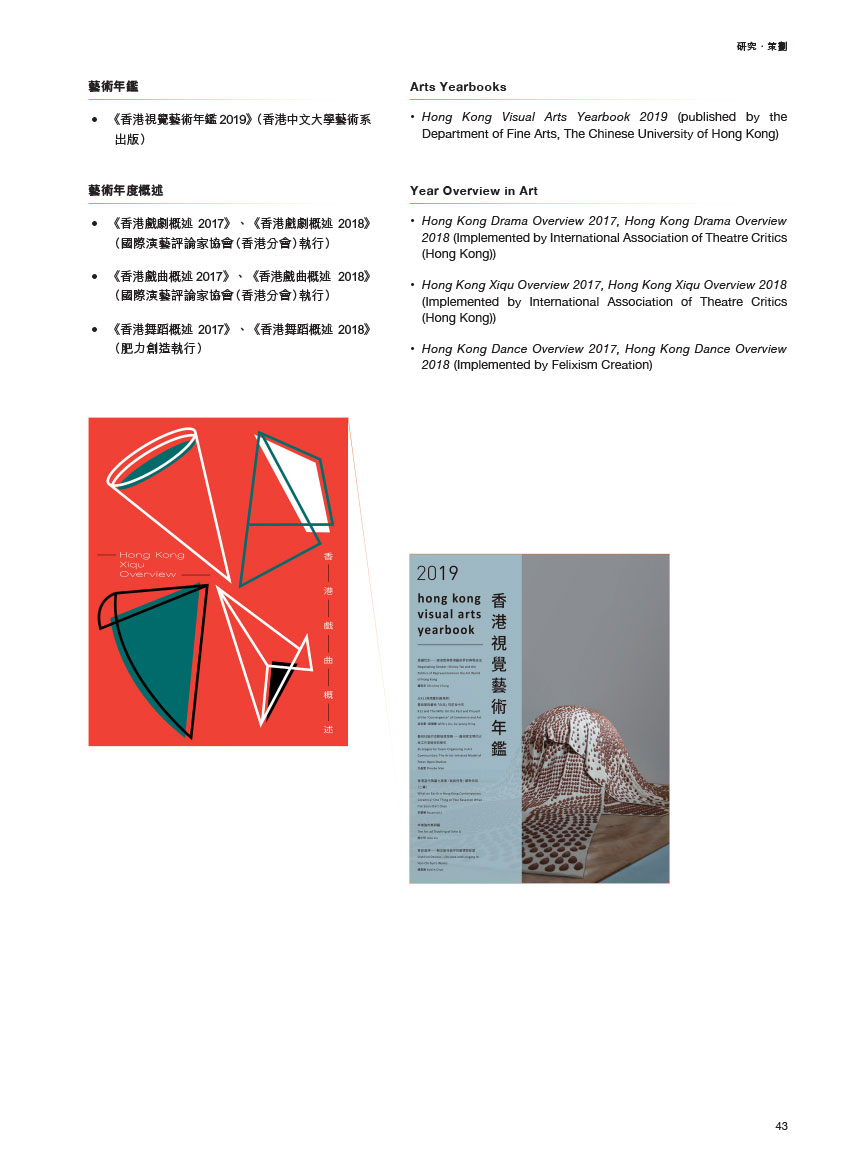 研究．策劃
藝術年鑑
• 《香港視覺藝術年鑑 2019》（香港中文大學藝術系
出版）
藝術年度概述
• 《香港戲劇概述 2017》、《香港戲劇概述 2018》
（國際演藝評論家協會（香港分會）執行）
• 《香港戲曲概述 2017》、《香港戲曲概述 2018》
（國際演藝評論家協會（香港分會）執行）
• 《香港舞蹈概述 2017》、《香港舞蹈概述 2018》
（肥力創造執行）
Arts Yearbooks
• Hong Kong Visual Arts Yearbook 2019 (published by the
Department of Fine Arts, The Chinese University of Hong Kong)
Year Overview in Art
• Hong Kong Drama Overview 2017, Hong Kong Drama Overview
2018 (Implemented by International Association of Theatre Critics
(Hong Kong))
• Hong Kong Xiqu Overview 2017, Hong Kong Xiqu Overview 2018
(Implemented by International Association of Theatre Critics
(Hong Kong))
• Hong Kong Dance Overview 2017, Hong Kong Dance Overview
2018 (Implemented by Felixism Creation)
Hong Kong
Xiqu
Overview
香港戲曲概述
2019
hong kong
visual arts
yearbook
香港視覺藝術年鑑
43